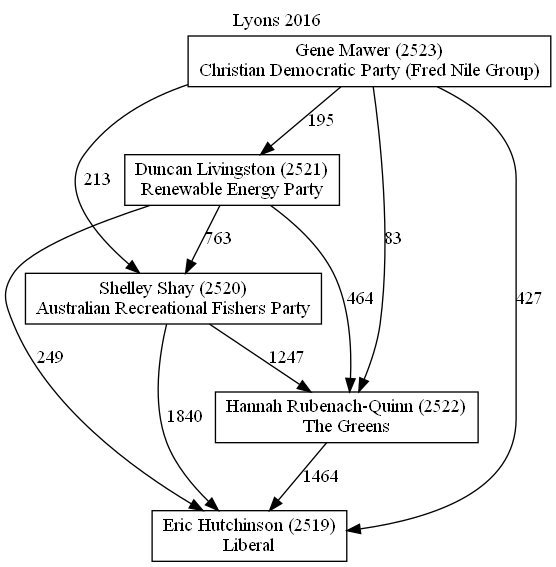 Lyons 2016
Gene Mawer (2523)
Christian Democratic Party (Fred Nile Group)
195
Duncan Livingston (2521)
Renewable Energy Party
213
763
83
Shelley Shay (2520)
Australian Recreational Fishers Party
464
427
249
1247
1840
Hannah Rubenach-Quinn (2522)
The Greens
1464
Eric Hutchinson (2519)
Liberal